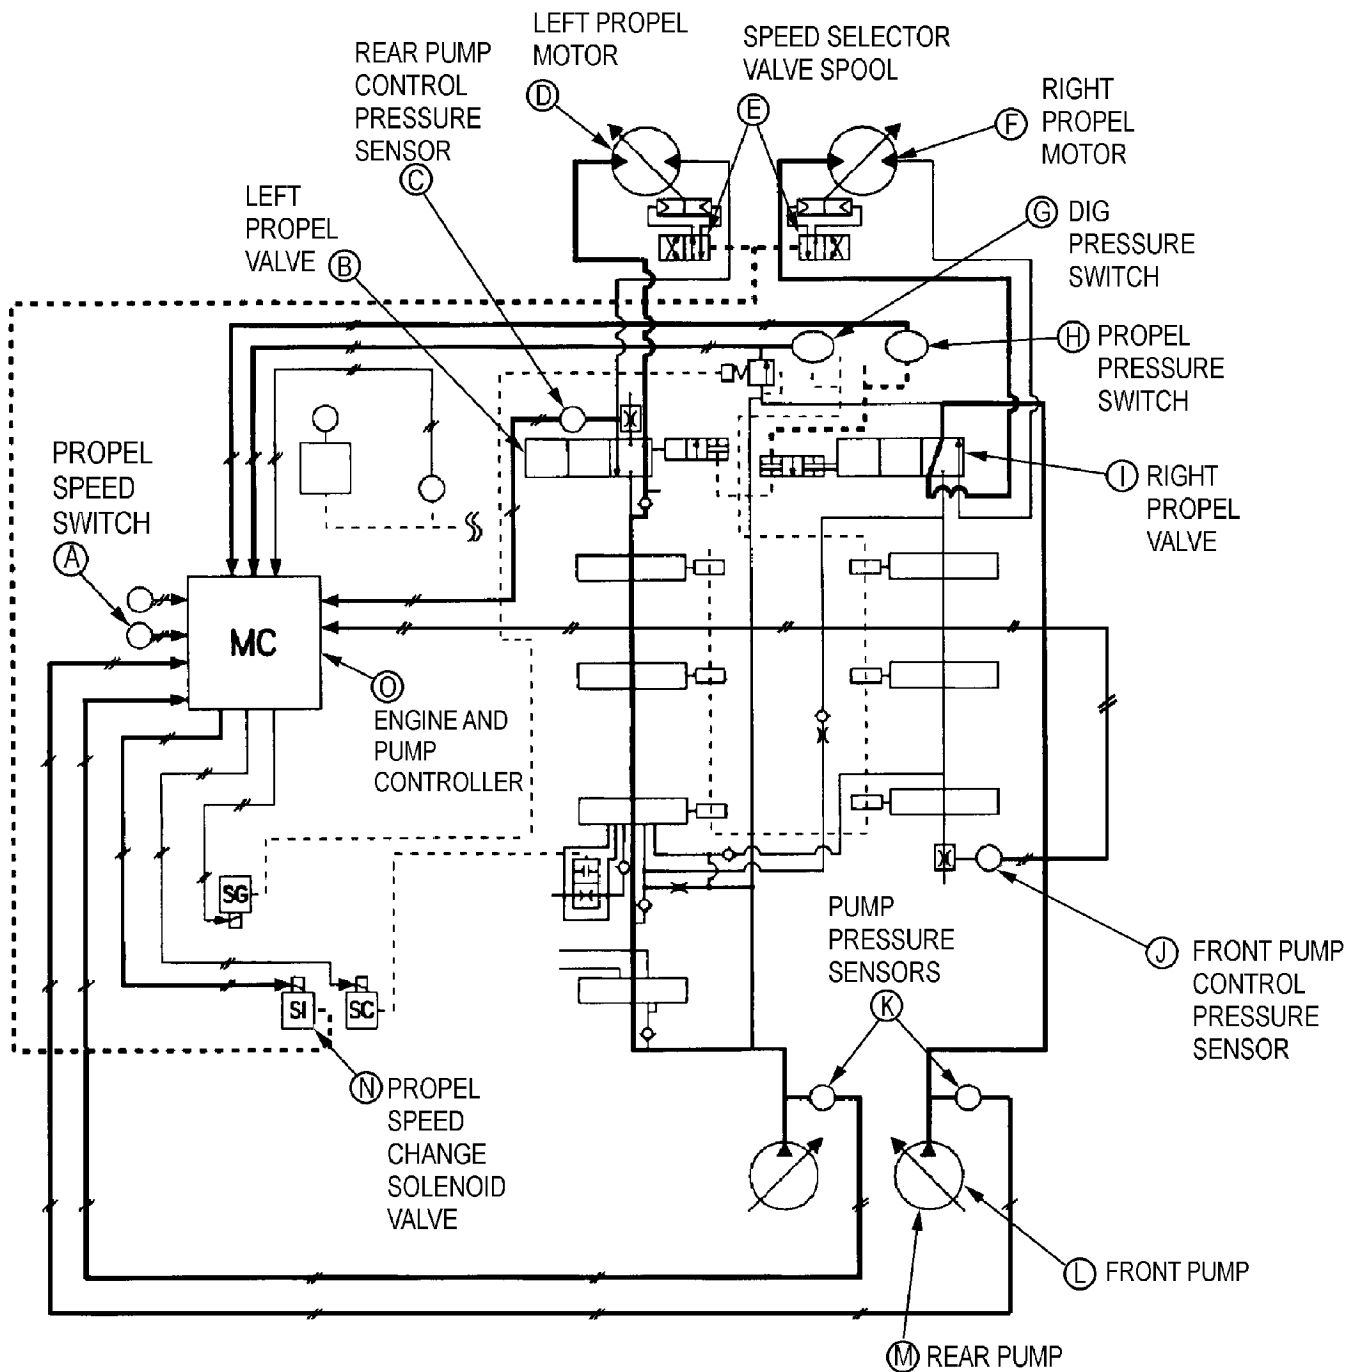 LEFT PROPEL
MOTOR
D
SPEED SELECTOR
VALVE SPOOL
E
REAR PUMP
CONTROL
PRESSURE
SENSOR
C
RIGHT
PROPEL
MOTOR
F
LEFT
PROPEL
VALVE
B
G DIG
PRESSURE
SWITCH
H PROPEL
PRESSURE
SWITCH
PROPEL
SPEED
SWITCH
A
I RIGHT
PROPEL
VALVE
MC
O
ENGINE AND
PUMP
CONTROLLER
SG
SI
SC
PUMP
PRESSURE
SENSORS
K
J FRONT PUMP
CONTROL
PRESSURE
SENSOR
N PROPEL
SPEED
CHANGE
SOLENOID
VALVE
L FRONT PUMP
M REAR PUMP